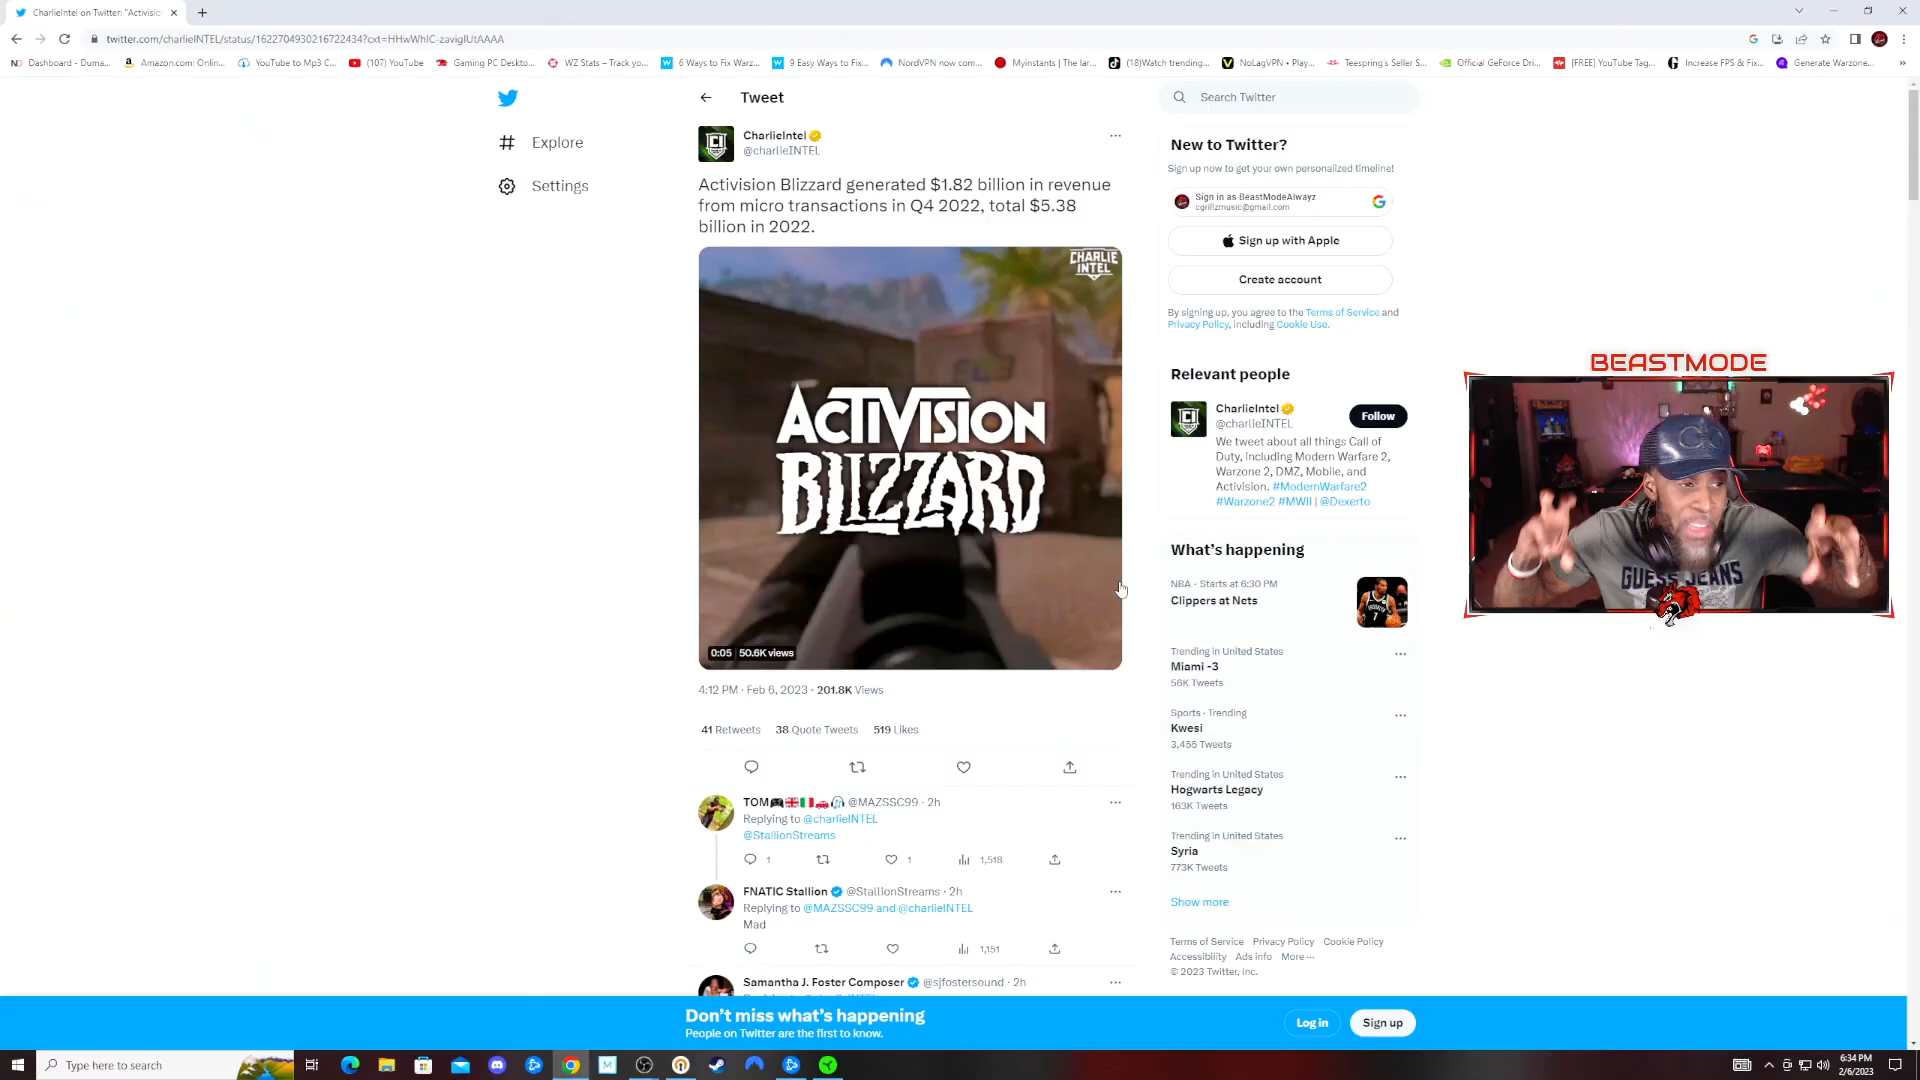 CharlieIntel on Twitter: "Activisio
twitter.com/charlieINTEL/status/1622704930216722434?cxt=HHwWhIC-zavigIUtAAAA
Dashboard - Duma...
Amazon.com: Onlin...
YouTube to Mp3 C...
(107) YouTube
Gaming PC Deskto...
WZ Stats – Track yo...
6 Ways to Fix Warz...
9 Easy Ways to Fix...
NordVPN now com...
Myinstants | The lar...
(18)Watch trending...
NoLagVPN • Play...
Teespring's Seller S...
Official GeForce Dri...
[FREE] YouTube Tag...
Increase FPS & Fix...
Generate Warzone...
Explore
Settings
Tweet
CharlieIntel
@charlieINTEL
Activision Blizzard generated $1.82 billion in revenue
from micro transactions in Q4 2022, total $5.38
billion in 2022.
CHARLIE
INTEL
ACTIVISION
BLIZZARD
0:05 50.6K views
4:12 PM · Feb 6, 2023 · 201.8K Views
41 Retweets 38 Quote Tweets 519 Likes
TOM @MAZSSC99 · 2h
Replying to @charlieINTEL
@StallionStreams
1 1 1,518
FNATIC Stallion @StallionStreams · 2h
Replying to @MAZSSC99 and @charlieINTEL
Mad
1,151
Samantha J. Foster Composer @sjfostersound · 2h
Search Twitter
New to Twitter?
Sign up now to get your own personalized timeline!
Sign in as BeastModeAlwayz
cgrillzmusic@gmail.com
Sign up with Apple
Create account
By signing up, you agree to the Terms of Service and
Privacy Policy, including Cookie Use.
Relevant people
CharlieIntel
@charlieINTEL
Follow
We tweet about all things Call of
Duty, including Modern Warfare 2,
Warzone 2, DMZ, Mobile, and
Activision. #ModernWarfare2
#Warzone2 #MWII | @Dexerto
What's happening
NBA · Starts at 6:30 PM
Clippers at Nets
Trending in United States
Miami -3
56K Tweets
Sports · Trending
Kwesi
3,455 Tweets
Trending in United States
Hogwarts Legacy
163K Tweets
Trending in United States
Syria
773K Tweets
Show more
Terms of Service Privacy Policy Cookie Policy
Accessibility Ads info More ···
© 2023 Twitter, Inc.
BEASTMODE
GUESS JEANS
Don't miss what's happening
People on Twitter are the first to know.
Log in
Sign up
Type here to search
6:34 PM
2/6/2023